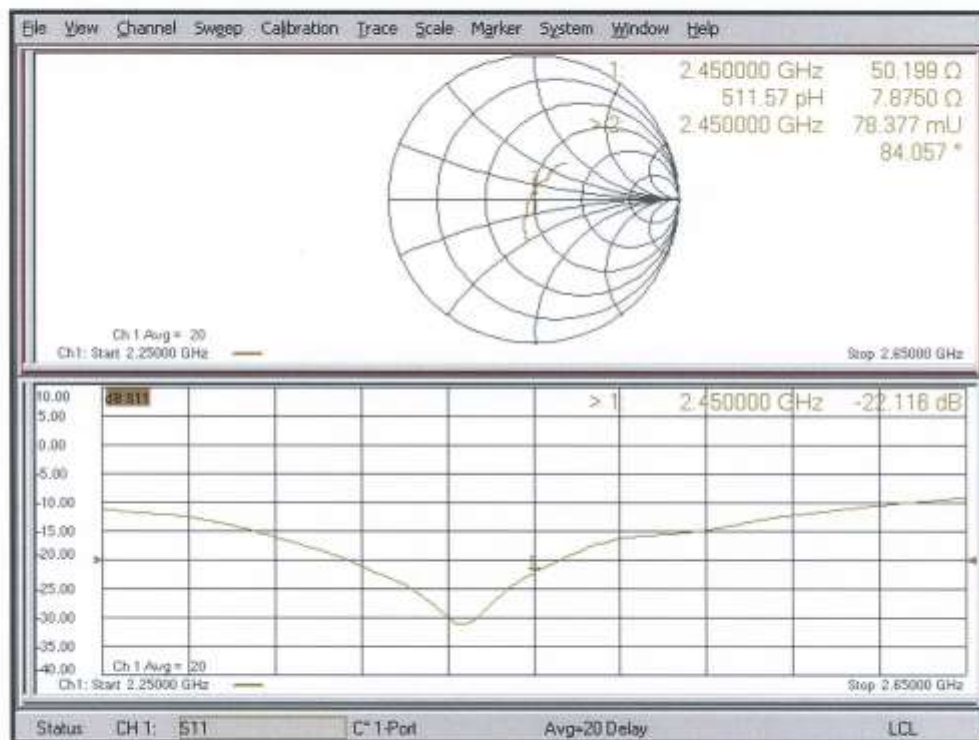 File View Channel Sweep Calibration Trace Scale Marker System Window Help
1: 2.450000 GHz 50.199 Ω
511.57 pH 7.8750 Ω
> 2: 2.450000 GHz 78.377 mU
84.057 °
Ch 1 Avg = 20
Ch1: Start 2.25000 GHz Stop 2.65000 GHz
10.00 dB S11 > 1: 2.450000 GHz -22.116 dB
5.00
0.00
-5.00
-10.00
-15.00
-20.00 1
-25.00
-30.00
-35.00
-40.00 Ch 1 Avg = 20
Ch1: Start 2.25000 GHz Stop 2.65000 GHz
Status CH 1: S11 C* 1-Port Avg=20 Delay LCL